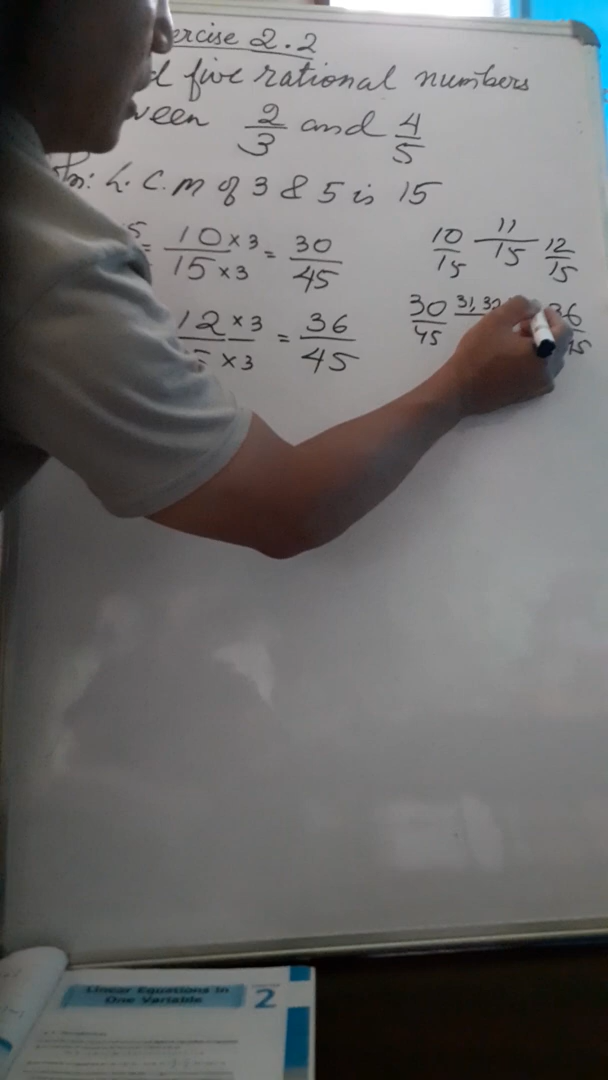 ercise 2.2
d five rational numbers
ween 2/3 and 4/5
L.C.M of 3 & 5 is 15
5 = 10 × 3 / 15 × 3 = 30/45
12 × 3 / 5 × 3 = 36/45
10/15 11/15 12/15
30/45 31, 32 36/45
Linear Equations in
One Variable
2